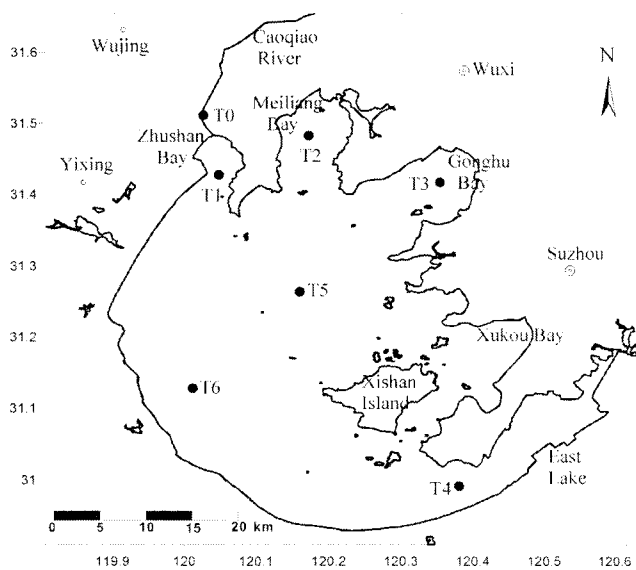 31.6
Wujing
Caoqiao
River
Wuxi
N
31.5
T0
Meiliang
Bay
Zhushan
Bay
T2
Yixing
31.4
T1
T3
Gonghu
Bay
31.3
Suzhou
T5
31.2
Xukou Bay
31.1
T6
Xishan
Island
31
East
Lake
T4
0 5 10 15 20 km
119.9 120 120.1 120.2 120.3 120.4 120.5 120.6